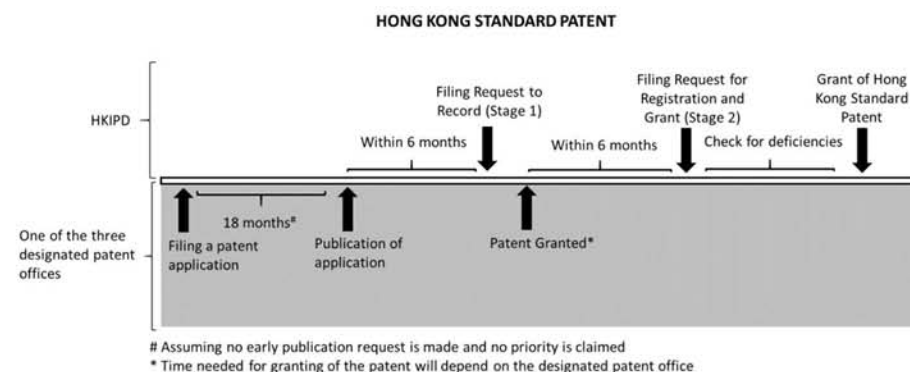 HONG KONG STANDARD PATENT
HKIPD
Filing Request to
Record (Stage 1)
Filing Request for
Registration and
Grant (Stage 2)
Grant of Hong
Kong Standard
Patent
Within 6 months
Within 6 months
Check for deficiencies
One of the three
designated patent
offices
18 months#
Filing a patent
application
Publication of
application
Patent Granted*
# Assuming no early publication request is made and no priority is claimed
* Time needed for granting of the patent will depend on the designated patent office